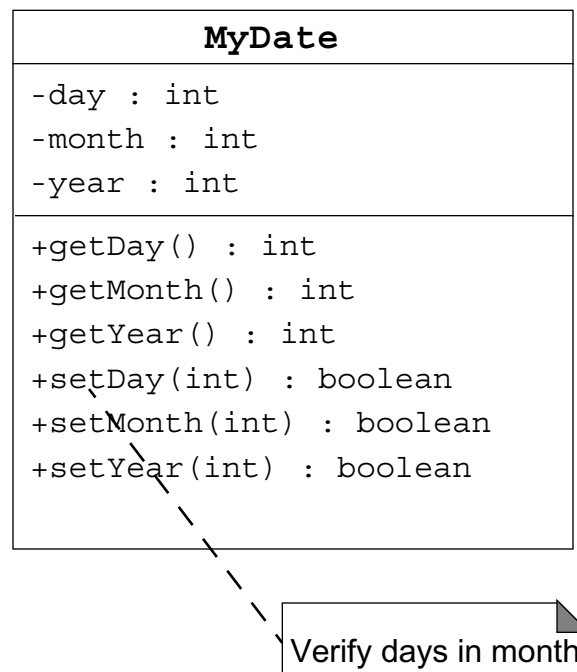 MyDate
-day : int
-month : int
-year : int
+getDay() : int
+getMonth() : int
+getYear() : int
+setDay(int) : boolean
+setMonth(int) : boolean
+setYear(int) : boolean
Verify days in month